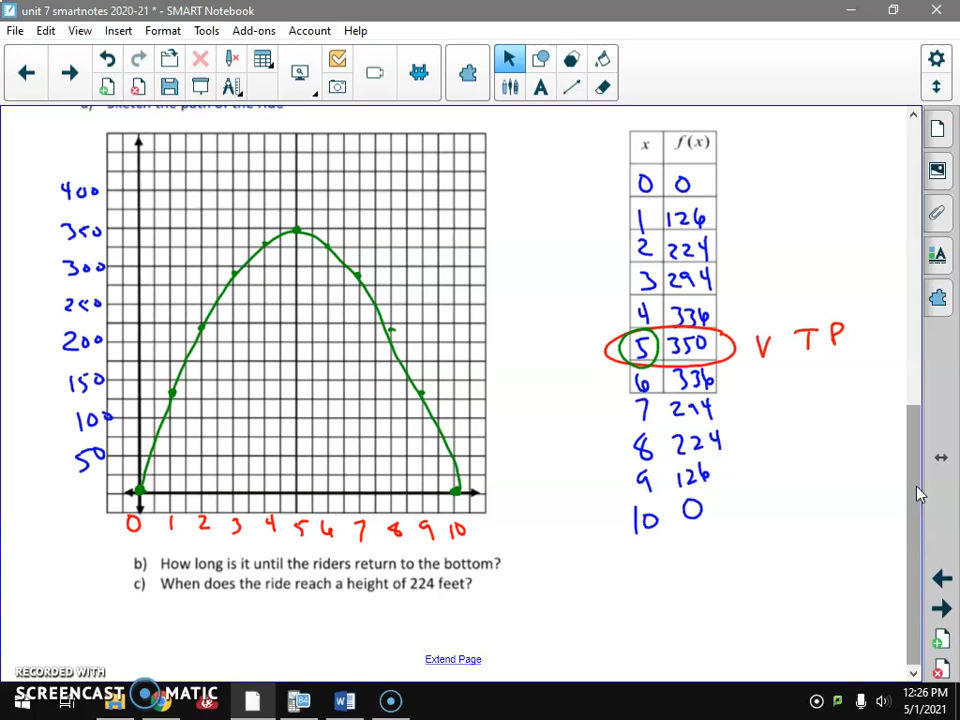 unit 7 smartnotes 2020-21 * - SMART Notebook
File Edit View Insert Format Tools Add-ons Account Help
400
350
300
250
200
150
100
50
0 1 2 3 4 5 6 7 8 9 10
x f(x)
0 0
1 126
2 224
3 294
4 336
5 350 V T P
6 336
7 294
8 224
9 126
10 0
b) How long is it until the riders return to the bottom?
c) When does the ride reach a height of 224 feet?
Extend Page
RECORDED WITH
SCREENCAST MATIC
12:26 PM
5/1/2021